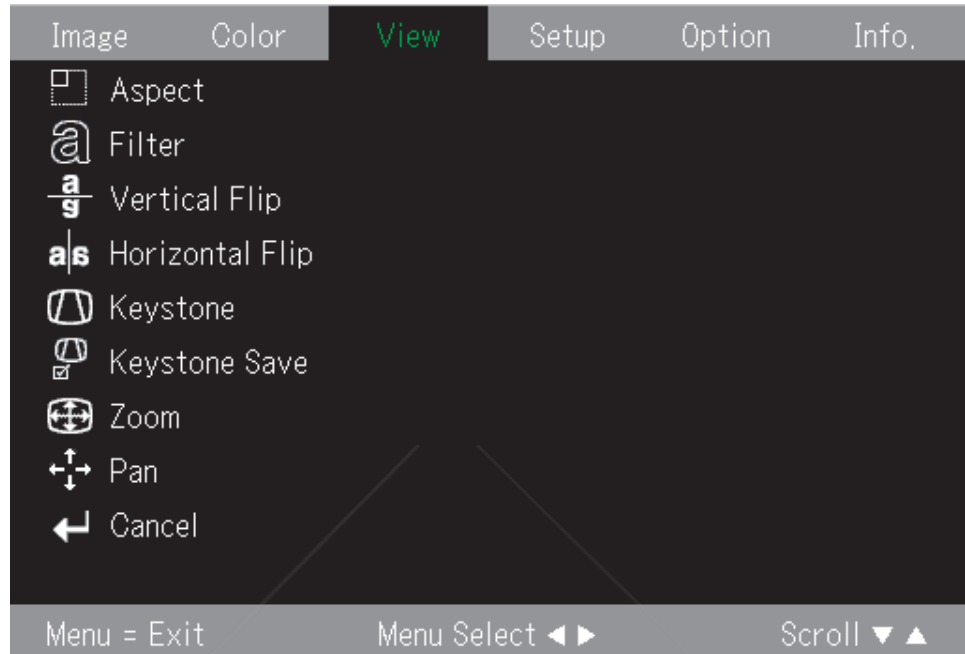 Image Color View Setup Option Info.
Aspect
Filter
Vertical Flip
Horizontal Flip
Keystone
Keystone Save
Zoom
Pan
Cancel
Menu = Exit Menu Select ◀ ▶ Scroll ▼ ▲